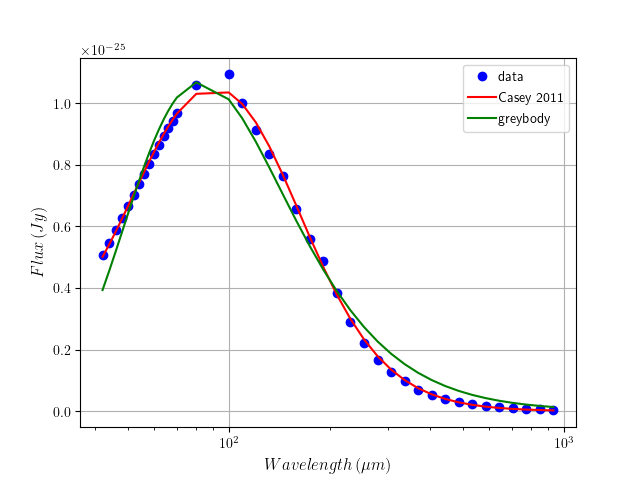 ×10⁻²⁵
data
Casey 2011
greybody
1.0
0.8
0.6
0.4
0.2
0.0
Flux (Jy)
10²
10³
Wavelength (μm)